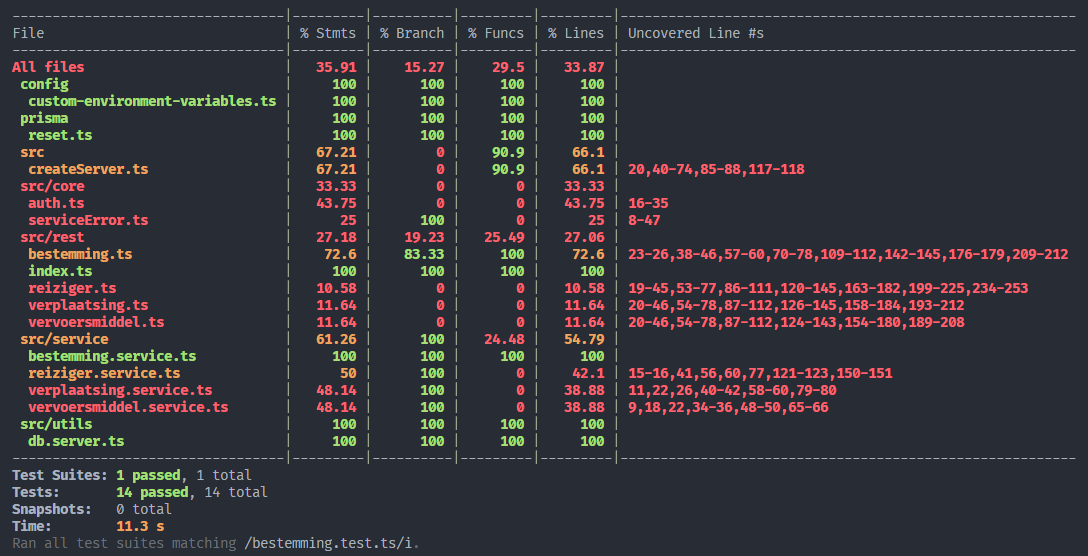 -----------------------------------|---------|----------|---------|---------|---------------------------------------------------------
File                               | % Stmts | % Branch | % Funcs | % Lines | Uncovered Line #s
-----------------------------------|---------|----------|---------|---------|---------------------------------------------------------
All files                          |   35.91 |    15.27 |    29.5 |   33.87 |
 config                            |     100 |      100 |     100 |     100 |
  custom-environment-variables.ts  |     100 |      100 |     100 |     100 |
 prisma                            |     100 |      100 |     100 |     100 |
  reset.ts                         |     100 |      100 |     100 |     100 |
 src                               |   67.21 |        0 |    90.9 |    66.1 |
  createServer.ts                  |   67.21 |        0 |    90.9 |    66.1 | 20,40-74,85-88,117-118
 src/core                          |   33.33 |        0 |       0 |   33.33 |
  auth.ts                          |   43.75 |        0 |       0 |   43.75 | 16-35
  serviceError.ts                  |      25 |      100 |       0 |      25 | 8-47
 src/rest                          |   27.18 |    19.23 |   25.49 |   27.06 |
  bestemming.ts                    |    72.6 |    83.33 |     100 |    72.6 | 23-26,38-46,57-60,70-78,109-112,142-145,176-179,209-212
  index.ts                         |     100 |      100 |     100 |     100 |
  reiziger.ts                      |   10.58 |        0 |       0 |   10.58 | 19-45,53-77,86-111,120-145,163-182,199-225,234-253
  verplaatsing.ts                  |   11.64 |        0 |       0 |   11.64 | 20-46,54-78,87-112,126-145,158-184,193-212
  vervoersmiddel.ts                |   11.64 |        0 |       0 |   11.64 | 20-46,54-78,87-112,124-143,154-180,189-208
 src/service                       |   61.26 |      100 |   24.48 |   54.79 |
  bestemming.service.ts            |     100 |      100 |     100 |     100 |
  reiziger.service.ts              |      50 |      100 |       0 |    42.1 | 15-16,41,56,60,77,121-123,150-151
  verplaatsing.service.ts          |   48.14 |      100 |       0 |   38.88 | 11,22,26,40-42,58-60,79-80
  vervoersmiddel.service.ts        |   48.14 |      100 |       0 |   38.88 | 9,18,22,34-36,48-50,65-66
 src/utils                         |     100 |      100 |     100 |     100 |
  db.server.ts                     |     100 |      100 |     100 |     100 |
-----------------------------------|---------|----------|---------|---------|---------------------------------------------------------
Test Suites: 1 passed, 1 total
Tests:       14 passed, 14 total
Snapshots:   0 total
Time:        11.3 s
Ran all test suites matching /bestemming.test.ts/i.